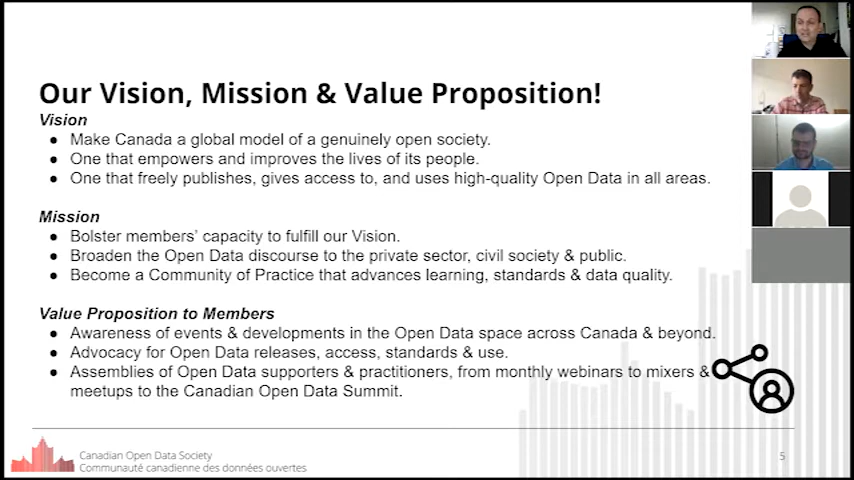 Our Vision, Mission & Value Proposition!
Vision
● Make Canada a global model of a genuinely open society.
● One that empowers and improves the lives of its people.
● One that freely publishes, gives access to, and uses high-quality Open Data in all areas.
Mission
● Bolster members' capacity to fulfill our Vision.
● Broaden the Open Data discourse to the private sector, civil society & public.
● Become a Community of Practice that advances learning, standards & data quality.
Value Proposition to Members
● Awareness of events & developments in the Open Data space across Canada & beyond.
● Advocacy for Open Data releases, access, standards & use.
● Assemblies of Open Data supporters & practitioners, from monthly webinars to mixers &
meetups to the Canadian Open Data Summit.
Canadian Open Data Society
Communauté canadienne des données ouvertes
5